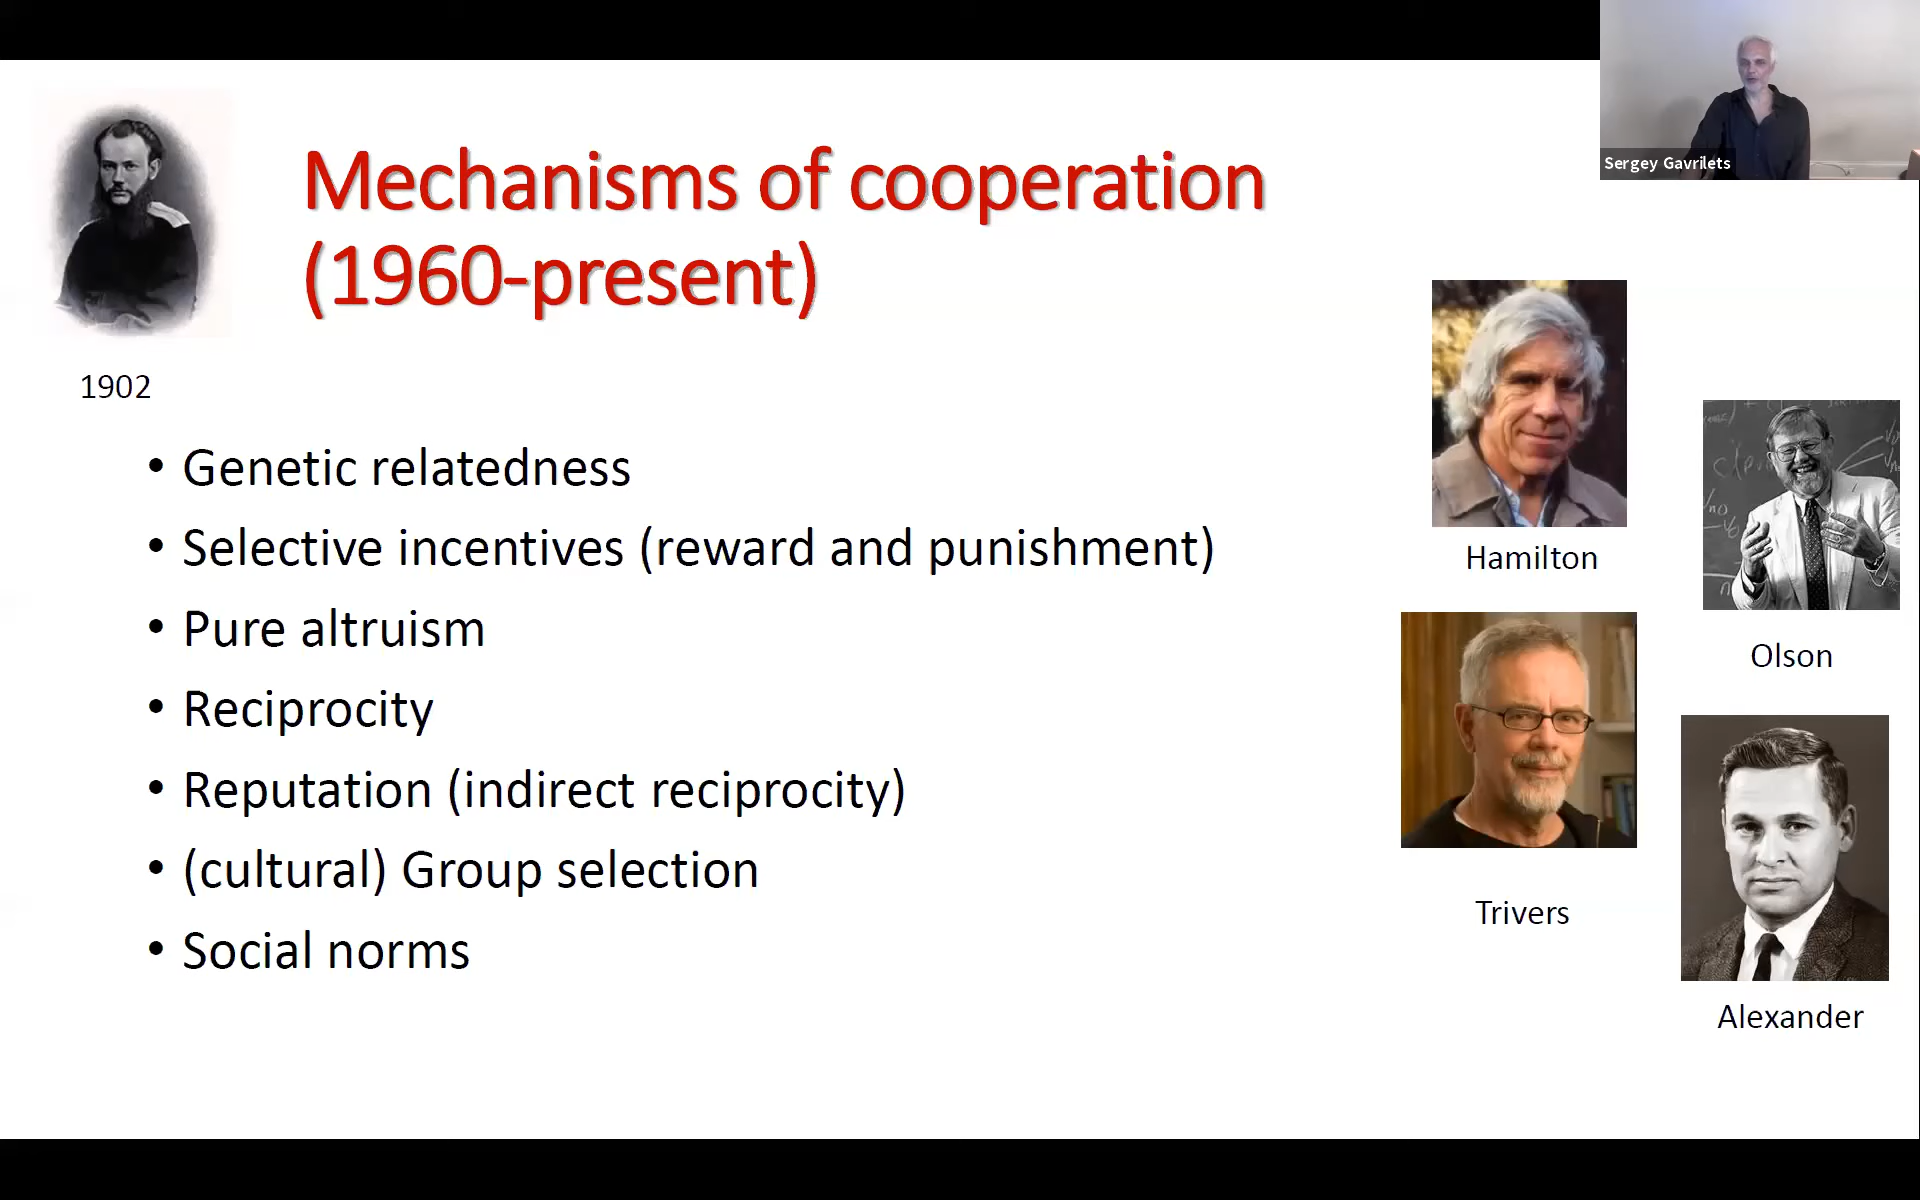 Sergey Gavrilets
Mechanisms of cooperation
(1960-present)
1902
• Genetic relatedness
• Selective incentives (reward and punishment)
• Pure altruism
• Reciprocity
• Reputation (indirect reciprocity)
• (cultural) Group selection
• Social norms
Hamilton
Olson
Trivers
Alexander